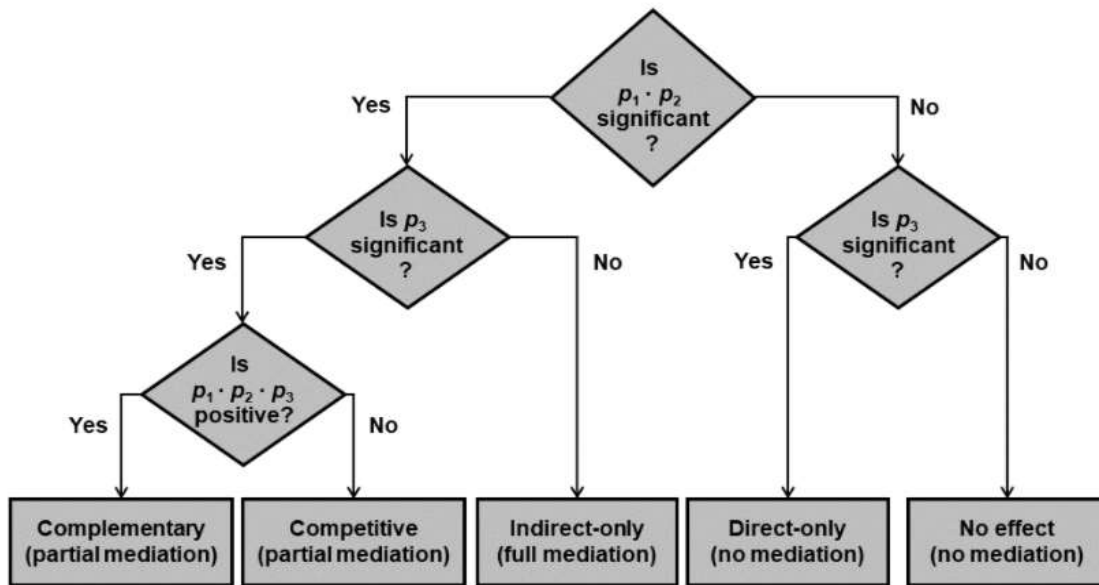 Is
p₁ · p₂
significant
?
Yes
No
Is p₃
significant
?
Yes
No
Is p₃
significant
?
Yes
No
Is
p₁ · p₂ · p₃
positive?
Yes
No
Complementary
(partial mediation)
Competitive
(partial mediation)
Indirect-only
(full mediation)
Direct-only
(no mediation)
No effect
(no mediation)